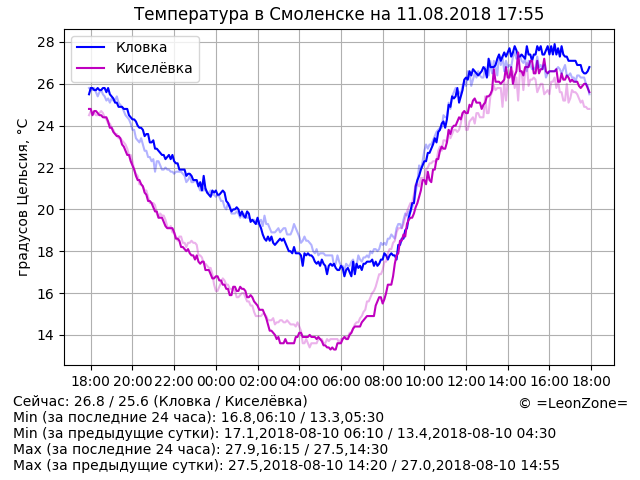 Температура в Смоленске на 11.08.2018 17:55
Кловка
Киселёвка
градусов Цельсия, °C
28
26
24
22
20
18
16
14
18:00 20:00 22:00 00:00 02:00 04:00 06:00 08:00 10:00 12:00 14:00 16:00 18:00
Сейчас: 26.8 / 25.6 (Кловка / Киселёвка)
© =LeonZone=
Min (за последние 24 часа): 16.8,06:10 / 13.3,05:30
Min (за предыдущие сутки): 17.1,2018-08-10 06:10 / 13.4,2018-08-10 04:30
Max (за последние 24 часа): 27.9,16:15 / 27.5,14:30
Max (за предыдущие сутки): 27.5,2018-08-10 14:20 / 27.0,2018-08-10 14:55